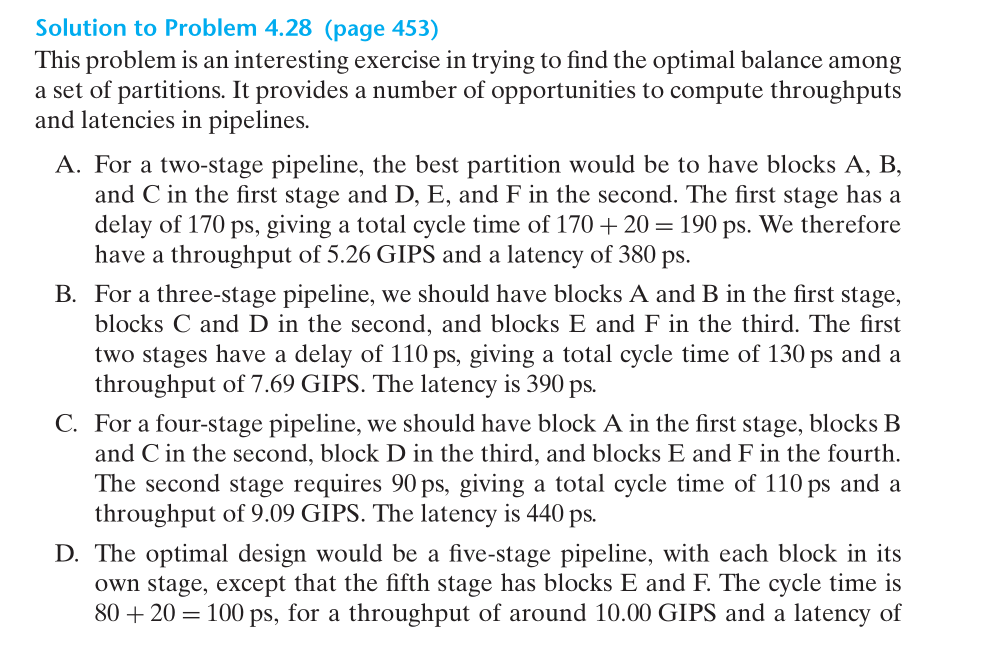 Solution to Problem 4.28 (page 453)
This problem is an interesting exercise in trying to find the optimal balance among
a set of partitions. It provides a number of opportunities to compute throughputs
and latencies in pipelines.
A. For a two-stage pipeline, the best partition would be to have blocks A, B,
and C in the first stage and D, E, and F in the second. The first stage has a
delay of 170 ps, giving a total cycle time of 170 + 20 = 190 ps. We therefore
have a throughput of 5.26 GIPS and a latency of 380 ps.
B. For a three-stage pipeline, we should have blocks A and B in the first stage,
blocks C and D in the second, and blocks E and F in the third. The first
two stages have a delay of 110 ps, giving a total cycle time of 130 ps and a
throughput of 7.69 GIPS. The latency is 390 ps.
C. For a four-stage pipeline, we should have block A in the first stage, blocks B
and C in the second, block D in the third, and blocks E and F in the fourth.
The second stage requires 90 ps, giving a total cycle time of 110 ps and a
throughput of 9.09 GIPS. The latency is 440 ps.
D. The optimal design would be a five-stage pipeline, with each block in its
own stage, except that the fifth stage has blocks E and F. The cycle time is
80 + 20 = 100 ps, for a throughput of around 10.00 GIPS and a latency of